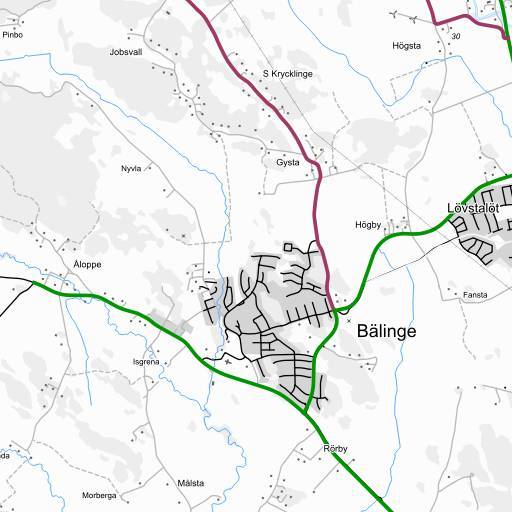 Pinbo
30
Högsta
Jobsvall
S Krycklinge
Gysta
Nyvla
Lövstalöt
Högby
Åloppe
Fansta
Bälinge
Isgrena
Rörby
Målsta
Morberga